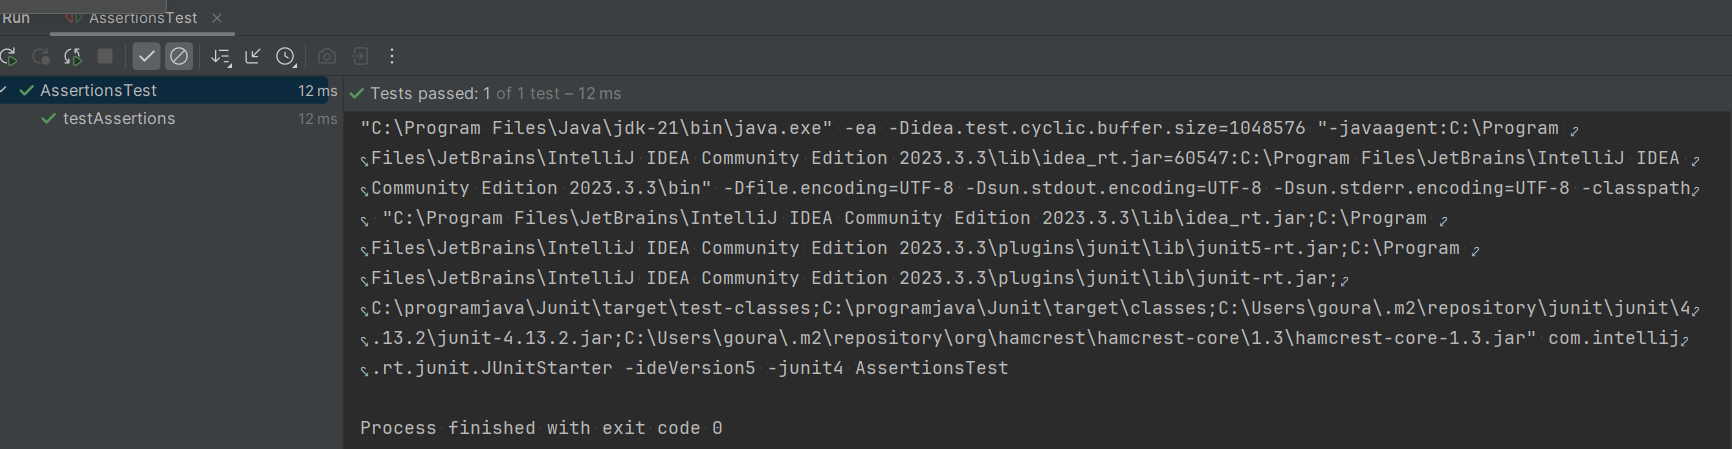 Run AssertionsTest
AssertionsTest 12 ms
testAssertions 12 ms
Tests passed: 1 of 1 test – 12 ms
"C:\Program Files\Java\jdk-21\bin\java.exe" -ea -Didea.test.cyclic.buffer.size=1048576 "-javaagent:C:\Program
Files\JetBrains\IntelliJ IDEA Community Edition 2023.3.3\lib\idea_rt.jar=60547:C:\Program Files\JetBrains\IntelliJ IDEA
Community Edition 2023.3.3\bin" -Dfile.encoding=UTF-8 -Dsun.stdout.encoding=UTF-8 -Dsun.stderr.encoding=UTF-8 -classpath
"C:\Program Files\JetBrains\IntelliJ IDEA Community Edition 2023.3.3\lib\idea_rt.jar;C:\Program
Files\JetBrains\IntelliJ IDEA Community Edition 2023.3.3\plugins\junit\lib\junit5-rt.jar;C:\Program
Files\JetBrains\IntelliJ IDEA Community Edition 2023.3.3\plugins\junit\lib\junit-rt.jar;
C:\programjava\Junit\target\test-classes;C:\programjava\Junit\target\classes;C:\Users\goura\.m2\repository\junit\junit\4
.13.2\junit-4.13.2.jar;C:\Users\goura\.m2\repository\org\hamcrest\hamcrest-core\1.3\hamcrest-core-1.3.jar" com.intellij
.rt.junit.JUnitStarter -ideVersion5 -junit4 AssertionsTest
Process finished with exit code 0